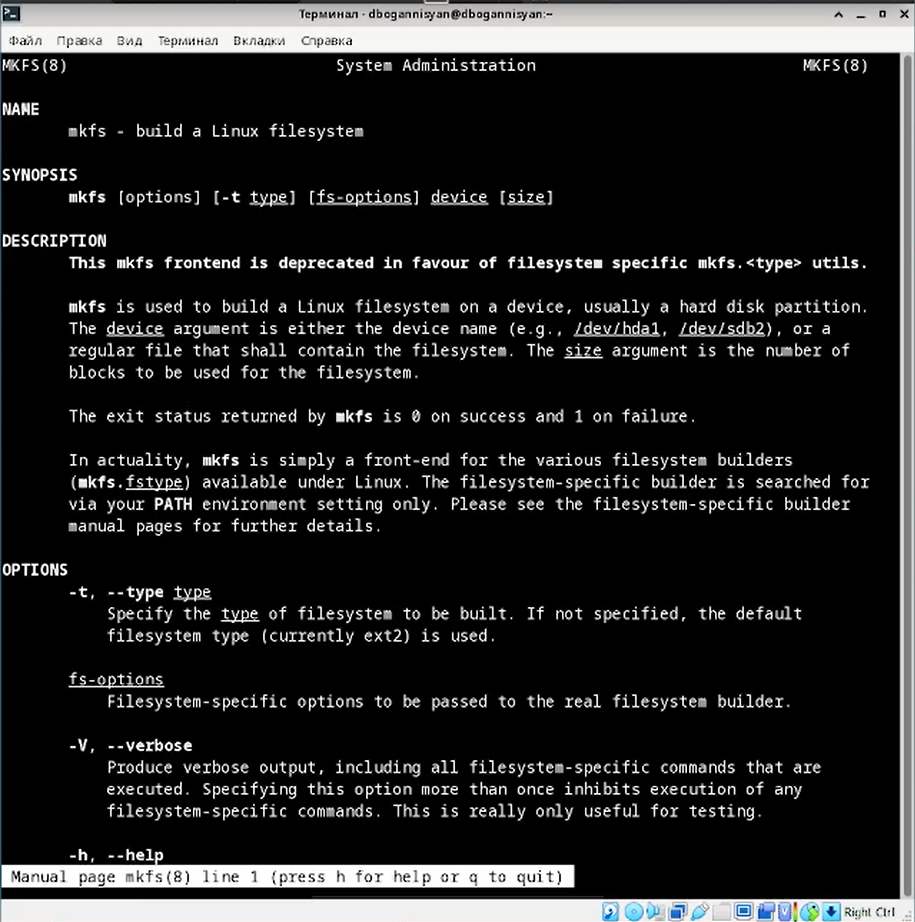 Терминал - dbogannisyan@dbogannisyan:~
Файл Правка Вид Терминал Вкладки Справка
MKFS(8) System Administration MKFS(8)
NAME
mkfs - build a Linux filesystem
SYNOPSIS
mkfs [options] [-t type] [fs-options] device [size]
DESCRIPTION
This mkfs frontend is deprecated in favour of filesystem specific mkfs.<type> utils.
mkfs is used to build a Linux filesystem on a device, usually a hard disk partition.
The device argument is either the device name (e.g., /dev/hda1, /dev/sdb2), or a
regular file that shall contain the filesystem. The size argument is the number of
blocks to be used for the filesystem.
The exit status returned by mkfs is 0 on success and 1 on failure.
In actuality, mkfs is simply a front-end for the various filesystem builders
(mkfs.fstype) available under Linux. The filesystem-specific builder is searched for
via your PATH environment setting only. Please see the filesystem-specific builder
manual pages for further details.
OPTIONS
-t, --type type
Specify the type of filesystem to be built. If not specified, the default
filesystem type (currently ext2) is used.
fs-options
Filesystem-specific options to be passed to the real filesystem builder.
-V, --verbose
Produce verbose output, including all filesystem-specific commands that are
executed. Specifying this option more than once inhibits execution of any
filesystem-specific commands. This is really only useful for testing.
-h, --help
Manual page mkfs(8) line 1 (press h for help or q to quit)
Right Ctrl